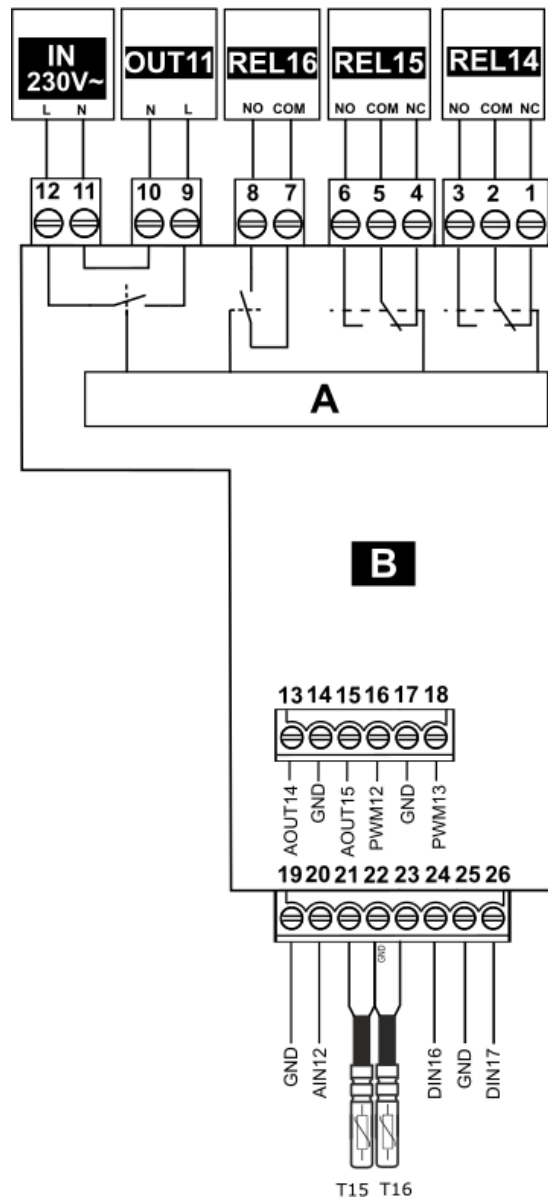 IN OUT11 REL16 REL15 REL14
230V~
L N N L NO COM NO COM NC NO COM NC
12 11 10 9 8 7 6 5 4 3 2 1
A
B
13 14 15 16 17 18
AOUT14 GND AOUT15 PWM12 GND PWM13
19 20 21 22 23 24 25 26
GND
GND AIN12 DIN16 GND DIN17
T15 T16